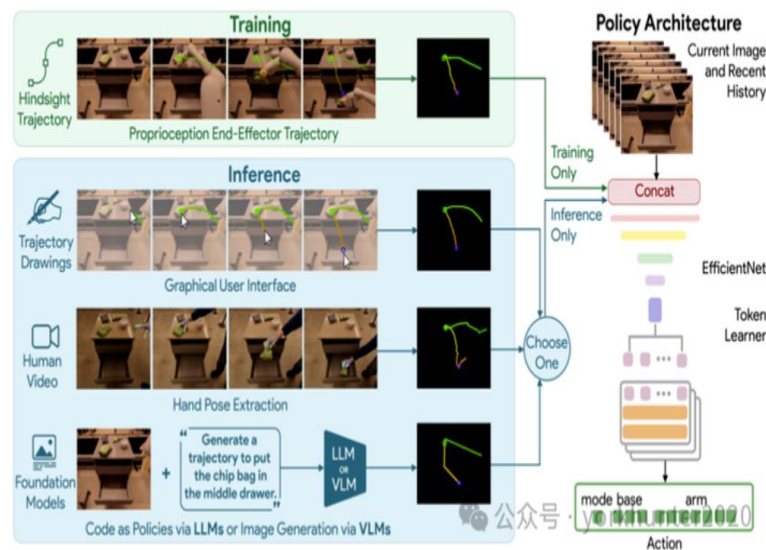 Training
Hindsight
Trajectory
Proprioception End-Effector Trajectory
Inference
Trajectory
Drawings
Graphical User Interface
Human
Video
Hand Pose Extraction
Foundation
Models
+
“
Generate a
trajectory to put
the chip bag in
the middle drawer.
”
LLM
OR
VLM
Code as Policies via LLMs or Image Generation via VLMs
Training
Only
Inference
Only
Choose
One
Policy Architecture
Current Image
and Recent
History
Concat
EfficientNet
Token
Learner
mode base arm
公众号 · yorkhunter2020
Action